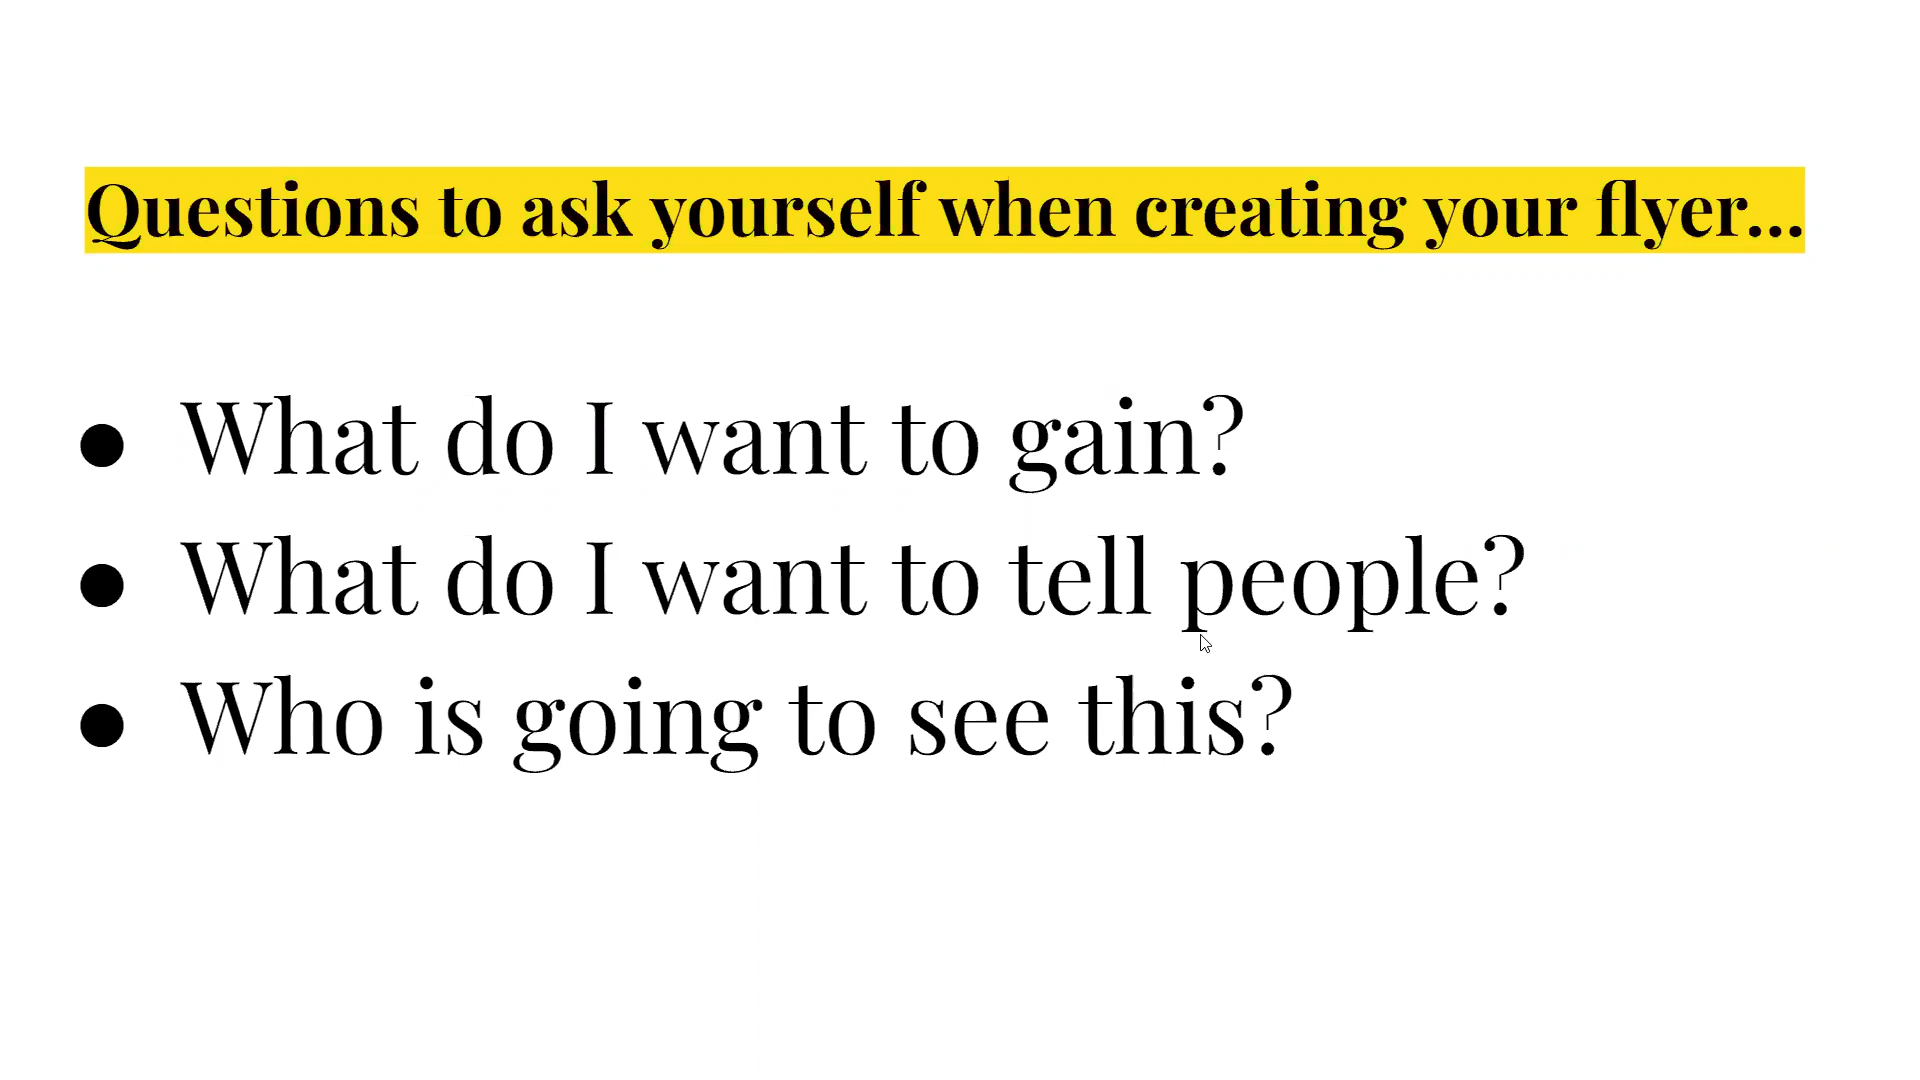 Questions to ask yourself when creating your flyer...
● What do I want to gain?
● What do I want to tell people?
● Who is going to see this?